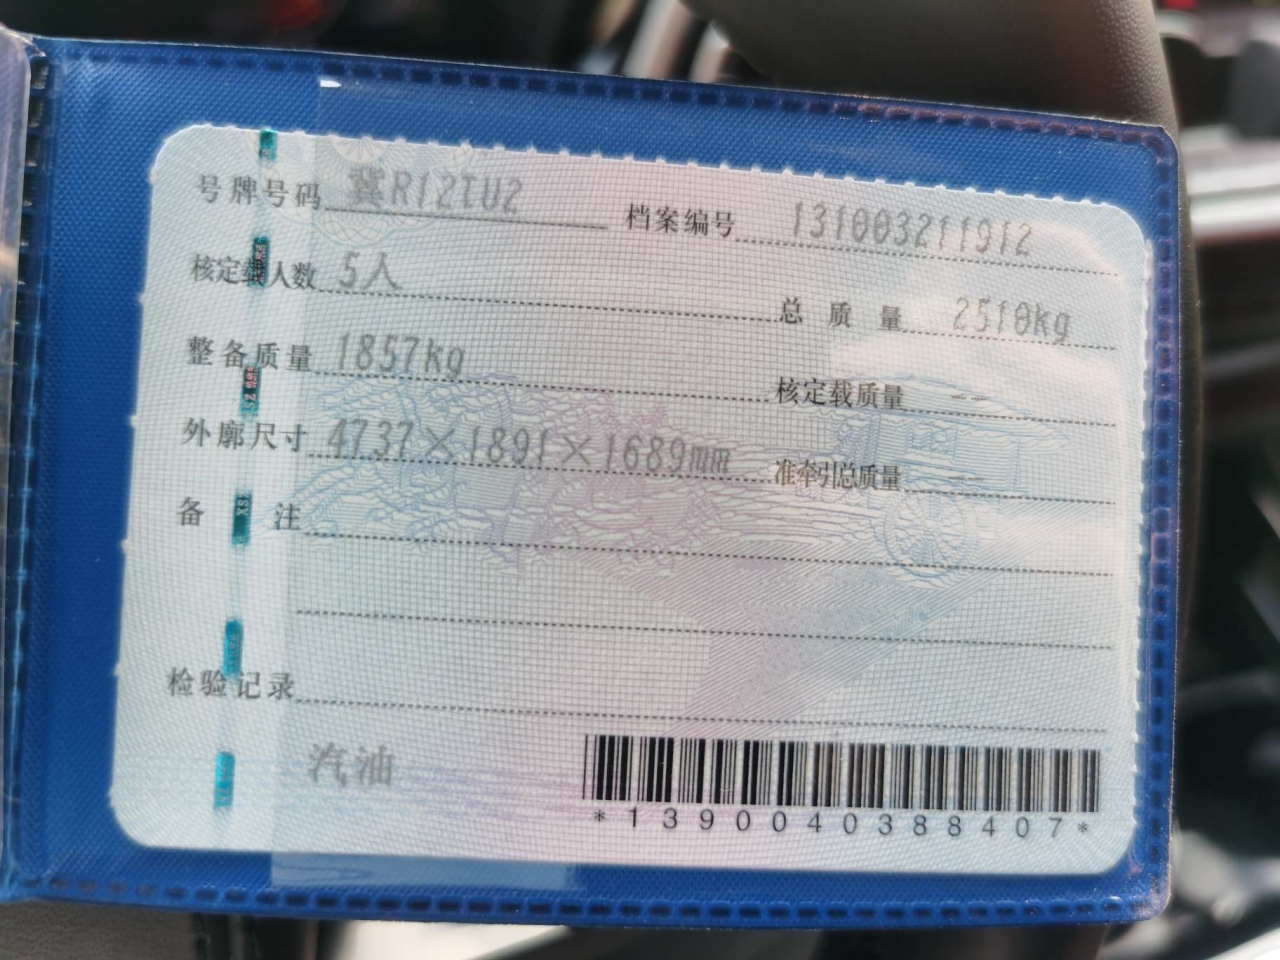 号牌号码 冀R12TU2 档案编号 131003211912
核定载人数 5人 总质量 2510kg
整备质量 1857kg 核定载质量 --
外廓尺寸 4737×1891×1689mm 准牵引总质量 --
备注
检验记录
汽油
*1390040388407*